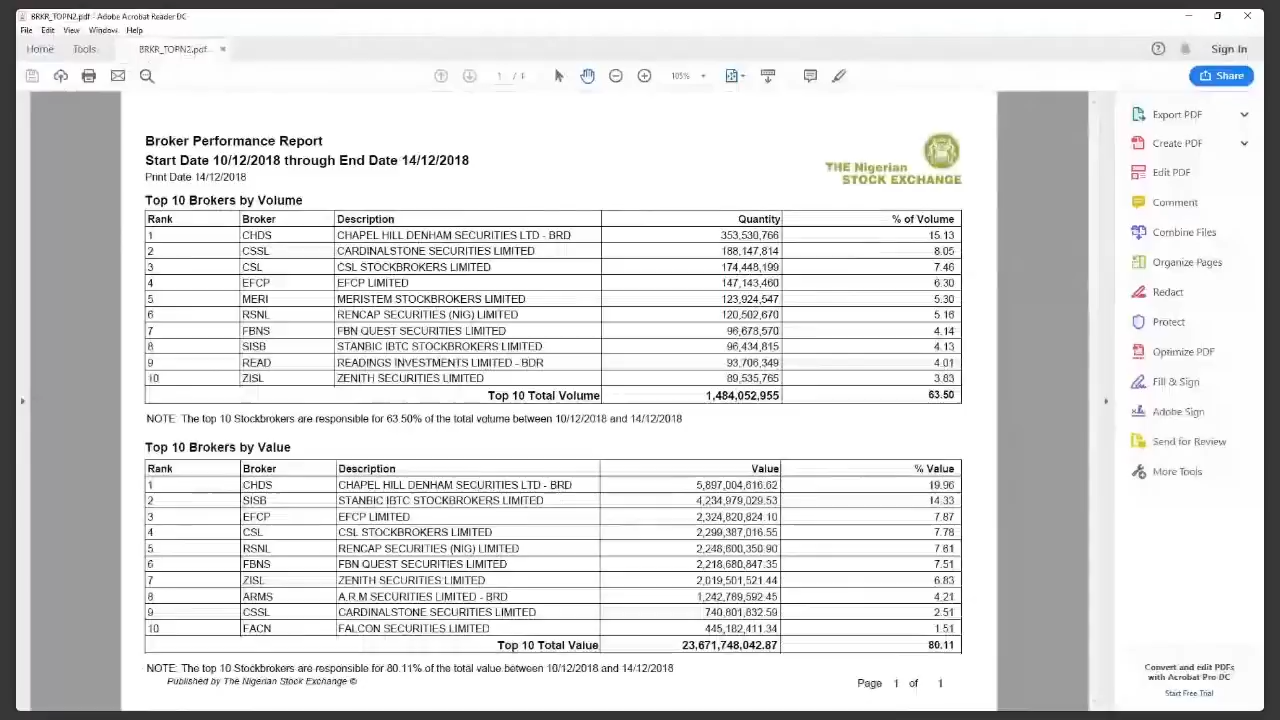 BRKR_TOPN2.pdf - Adobe Acrobat Reader DC
File Edit View Window Help
Home Tools BRKR_TOPN2.pdf × Sign In
1 / 1 105% Share
Broker Performance Report
Start Date 10/12/2018 through End Date 14/12/2018
Print Date 14/12/2018
THE Nigerian
STOCK EXCHANGE
Top 10 Brokers by Volume
Rank Broker Description Quantity % of Volume
1 CHDS CHAPEL HILL DENHAM SECURITIES LTD - BRD 353,530,766 15.13
2 CSSL CARDINALSTONE SECURITIES LIMITED 188,147,814 8.05
3 CSL CSL STOCKBROKERS LIMITED 174,448,199 7.46
4 EFCP EFCP LIMITED 147,143,460 6.30
5 MERI MERISTEM STOCKBROKERS LIMITED 123,924,547 5.30
6 RSNL RENCAP SECURITIES (NIG) LIMITED 120,502,670 5.16
7 FBNS FBN QUEST SECURITIES LIMITED 96,678,570 4.14
8 SISB STANBIC IBTC STOCKBROKERS LIMITED 96,434,815 4.13
9 READ READINGS INVESTMENTS LIMITED - BDR 93,706,349 4.01
10 ZISL ZENITH SECURITIES LIMITED 89,535,765 3.83
Top 10 Total Volume 1,484,052,955 63.50
NOTE: The top 10 Stockbrokers are responsible for 63.50% of the total volume between 10/12/2018 and 14/12/2018
Top 10 Brokers by Value
Rank Broker Description Value % Value
1 CHDS CHAPEL HILL DENHAM SECURITIES LTD - BRD 5,897,004,616.62 19.96
2 SISB STANBIC IBTC STOCKBROKERS LIMITED 4,234,979,029.53 14.33
3 EFCP EFCP LIMITED 2,324,820,824.10 7.87
4 CSL CSL STOCKBROKERS LIMITED 2,299,387,016.55 7.78
5 RSNL RENCAP SECURITIES (NIG) LIMITED 2,248,600,350.90 7.61
6 FBNS FBN QUEST SECURITIES LIMITED 2,218,680,847.35 7.51
7 ZISL ZENITH SECURITIES LIMITED 2,019,501,521.44 6.83
8 ARMS A.R.M SECURITIES LIMITED - BRD 1,242,789,592.45 4.21
9 CSSL CARDINALSTONE SECURITIES LIMITED 740,801,832.59 2.51
10 FACN FALCON SECURITIES LIMITED 445,182,411.34 1.51
Top 10 Total Value 23,671,748,042.87 80.11
NOTE: The top 10 Stockbrokers are responsible for 80.11% of the total value between 10/12/2018 and 14/12/2018
Published by The Nigerian Stock Exchange ©
Page 1 of 1
Export PDF
Create PDF
Edit PDF
Comment
Combine Files
Organize Pages
Redact
Protect
Optimize PDF
Fill & Sign
Adobe Sign
Send for Review
More Tools
Convert and edit PDFs
with Acrobat Pro DC
Start Free Trial